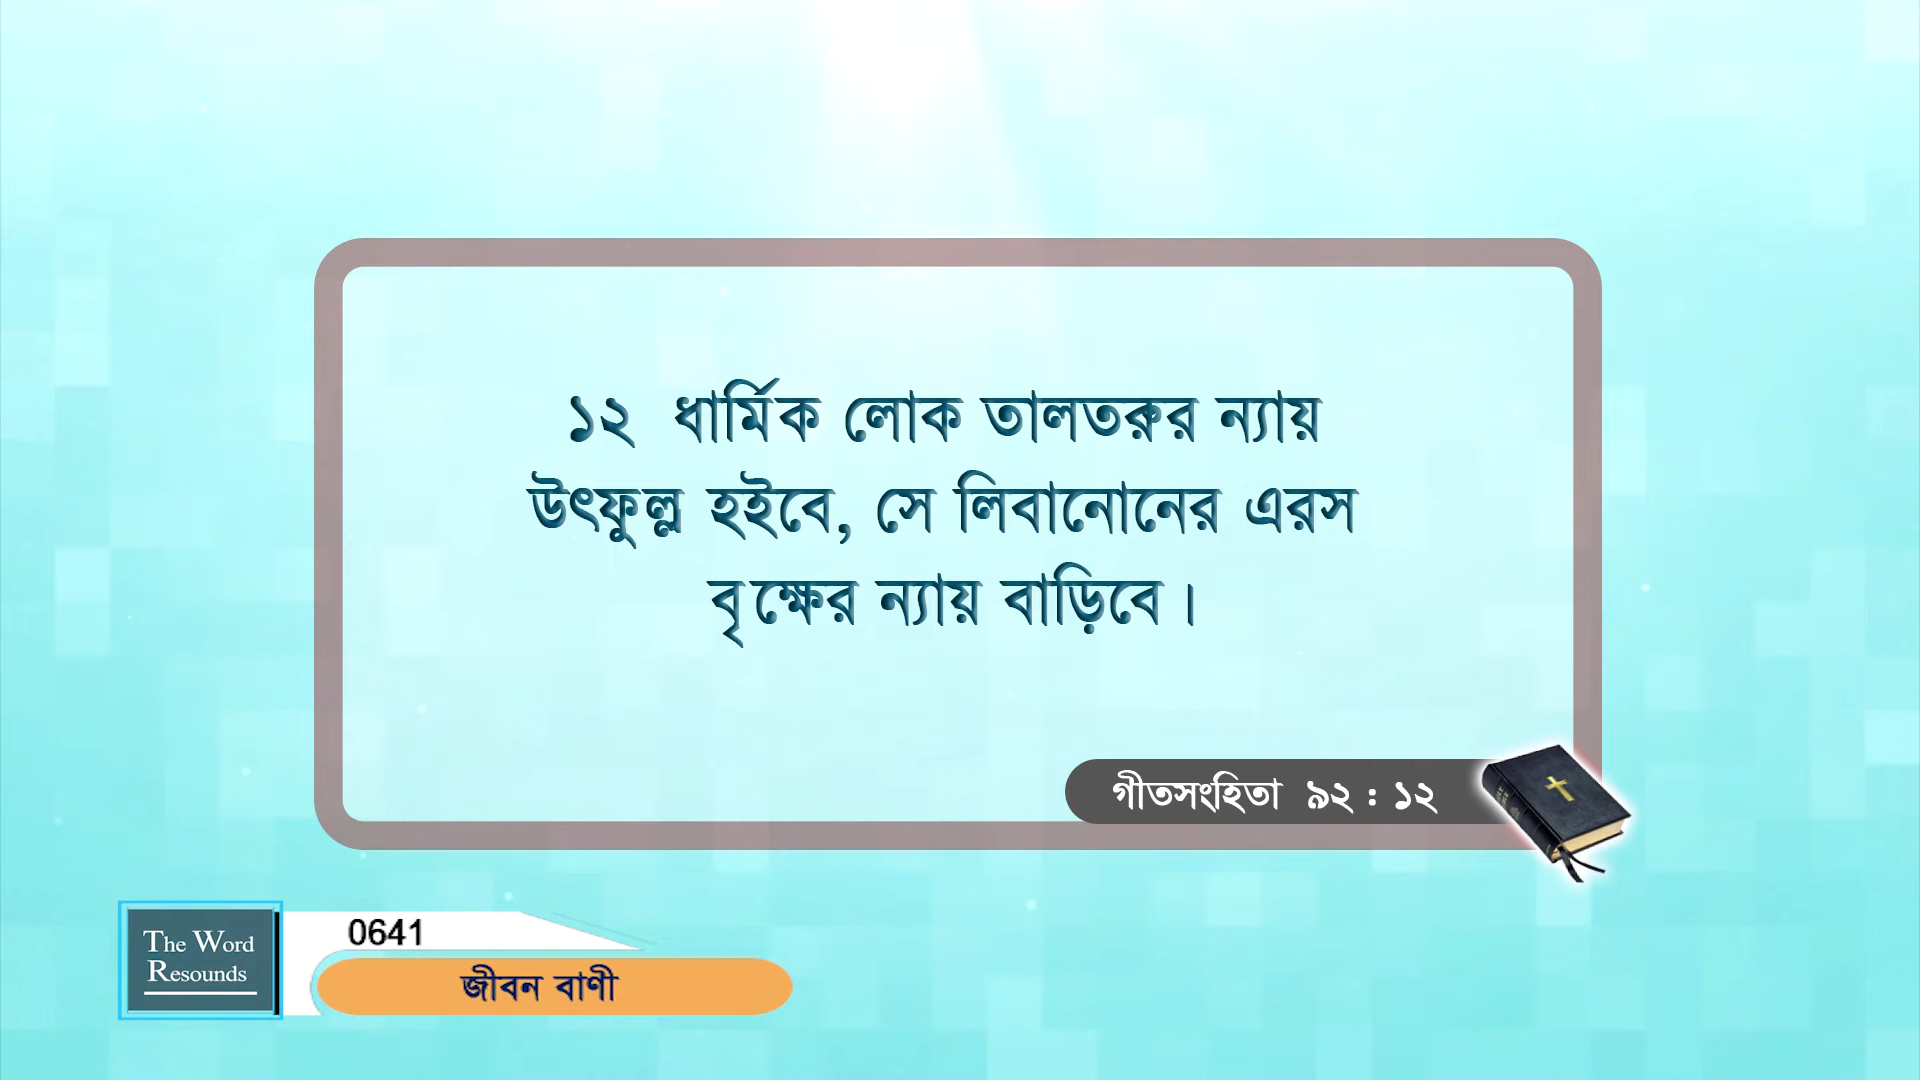 ১২ ধার্মিক লোক তালতরুর ন্যায়
উৎফুল্ল হইবে, সে লিবানোনের এরস
বৃক্ষের ন্যায় বাড়িবে।
গীতসংহিতা ৯২ : ১২
The Word
Resounds
0641
জীবন বাণী